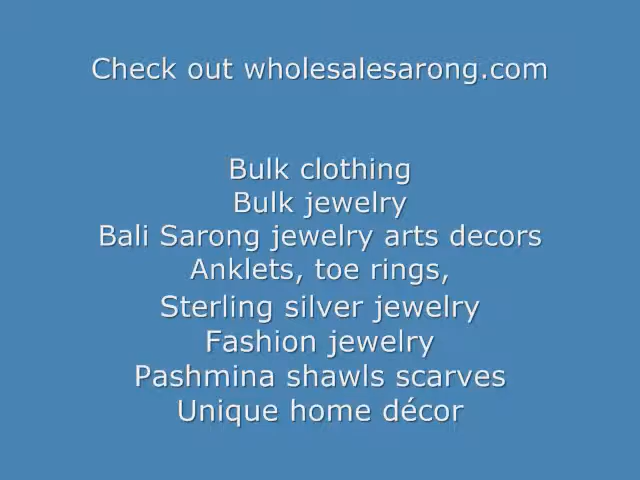 Check out wholesalesarong.com
Bulk clothing
Bulk jewelry
Bali Sarong jewelry arts decors
Anklets, toe rings,
Sterling silver jewelry
Fashion jewelry
Pashmina shawls scarves
Unique home décor